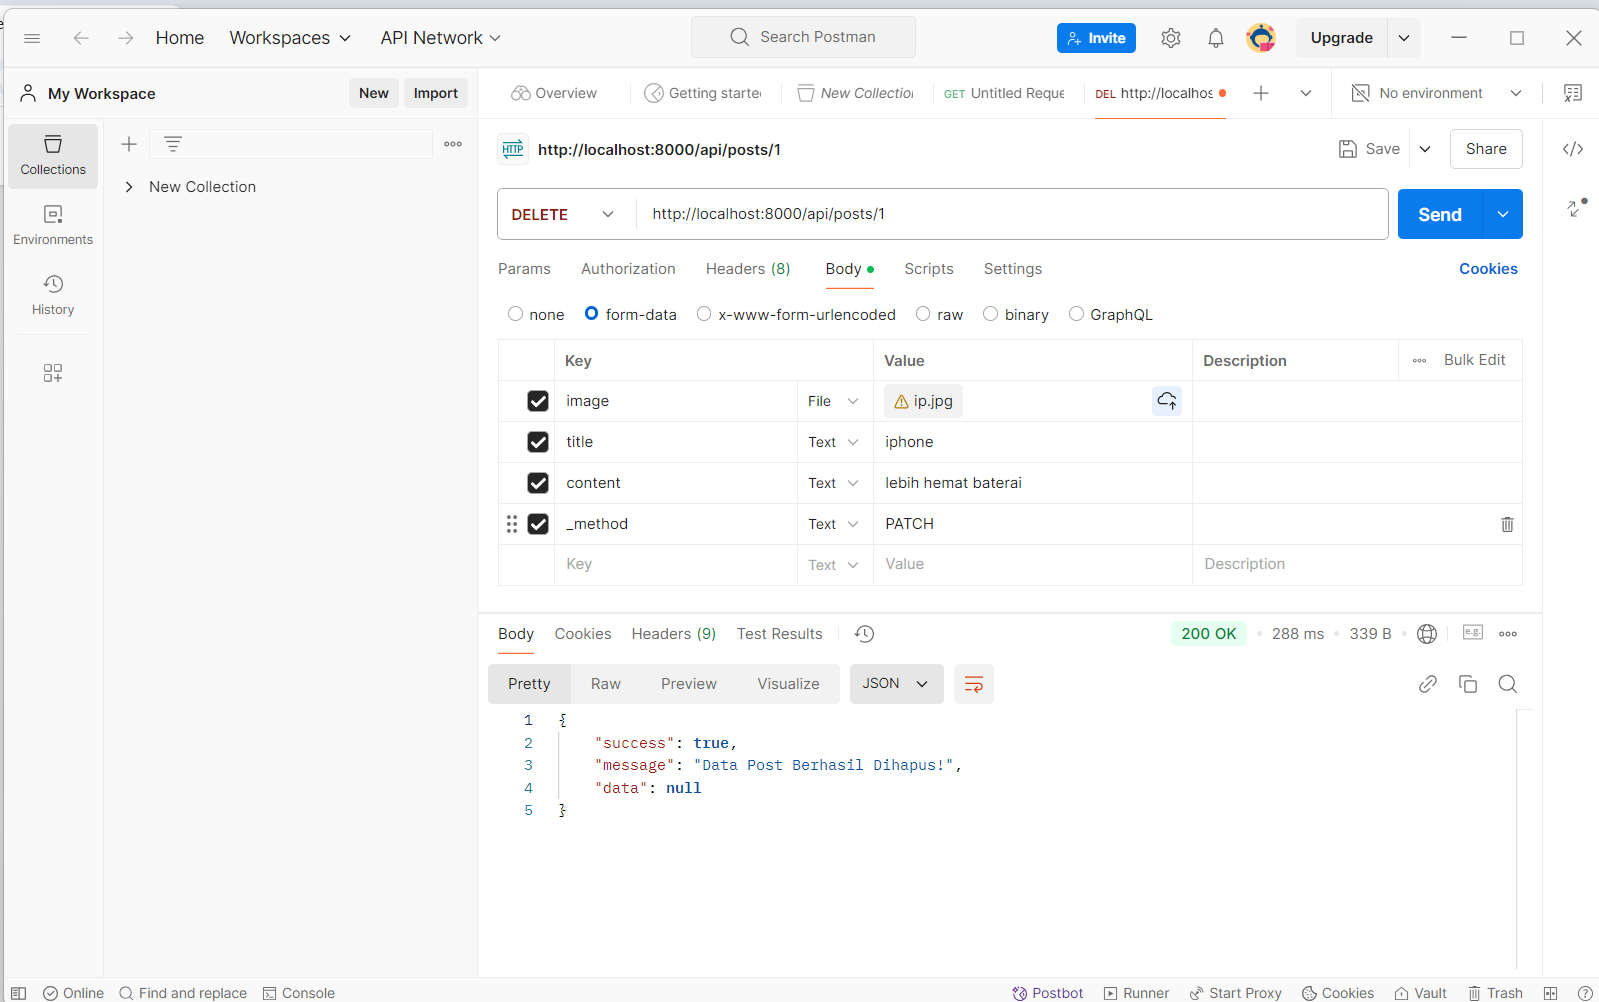 Home Workspaces API Network Search Postman Invite Upgrade
My Workspace New Import Overview Getting starte New Collectio GET Untitled Reque DEL http://localhos No environment
Collections
New Collection
Environments
History
HTTP http://localhost:8000/api/posts/1 Save Share
DELETE http://localhost:8000/api/posts/1 Send
Params Authorization Headers (8) Body Scripts Settings Cookies
none form-data x-www-form-urlencoded raw binary GraphQL
Key Value Description Bulk Edit
image File ip.jpg
title Text iphone
content Text lebih hemat baterai
_method Text PATCH
Key Text Value Description
Body Cookies Headers (9) Test Results 200 OK 288 ms 339 B e.g.
Pretty Raw Preview Visualize JSON
1 {
2 "success": true,
3 "message": "Data Post Berhasil Dihapus!",
4 "data": null
5 }
Online Find and replace Console Postbot Runner Start Proxy Cookies Vault Trash